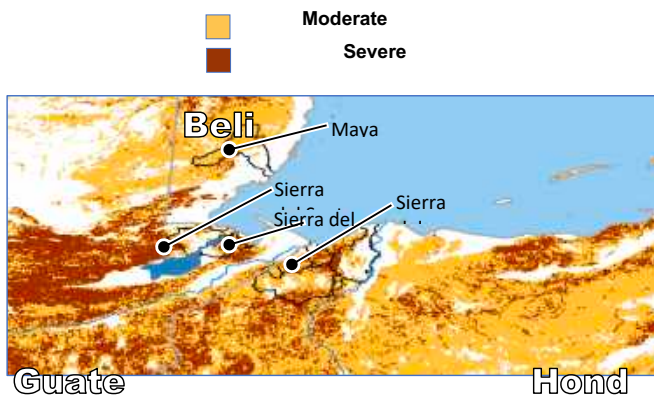 Moderate
Severe
Beli
Maya
Sierra
Sierra
Sierra del
Guate
Hond